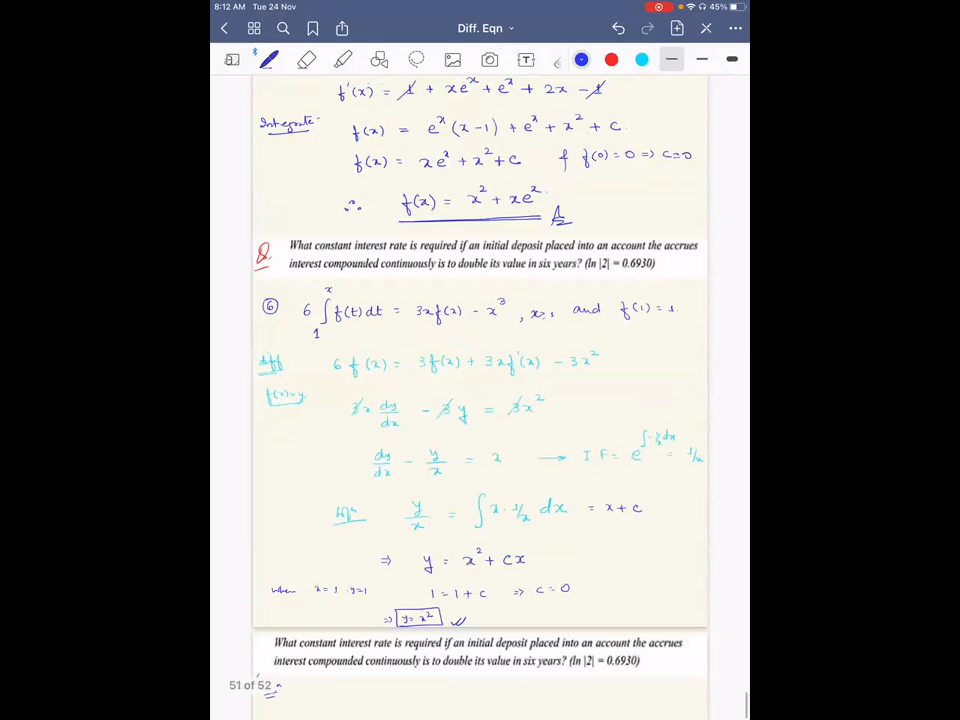 8:12 AM Tue 24 Nov 45%
Diff. Eqn
f'(x) = 1 + xe^x + e^x + 2x - 1
Integrate
f(x) = e^x (x-1) + e^x + x^2 + C
f(x) = xe^x + x^2 + C f f(0) = 0 => C=0
∴ f(x) = x^2 + xe^x
Q. What constant interest rate is required if an initial deposit placed into an account the accrues
interest compounded continuously is to double its value in six years? (ln |2| = 0.6930)
⑥ 6 ∫_1^x f(t)dt = 3xf(x) - x^3 , x≥1 and f(1) = 1.
diff 6 f(x) = 3f(x) + 3xf'(x) - 3x^2
f(x)=y
3x dy/dx - 3y = 3x^2
dy/dx - y/x = x → I.F = e^{∫-1/x dx} = 1/x
y/x = ∫ x · 1/x dx = x + C
=> y = x^2 + Cx
when x=1 y=1 1 = 1 + C => C=0
=> y = x^2
What constant interest rate is required if an initial deposit placed into an account the accrues
interest compounded continuously is to double its value in six years? (ln |2| = 0.6930)
51 of 52